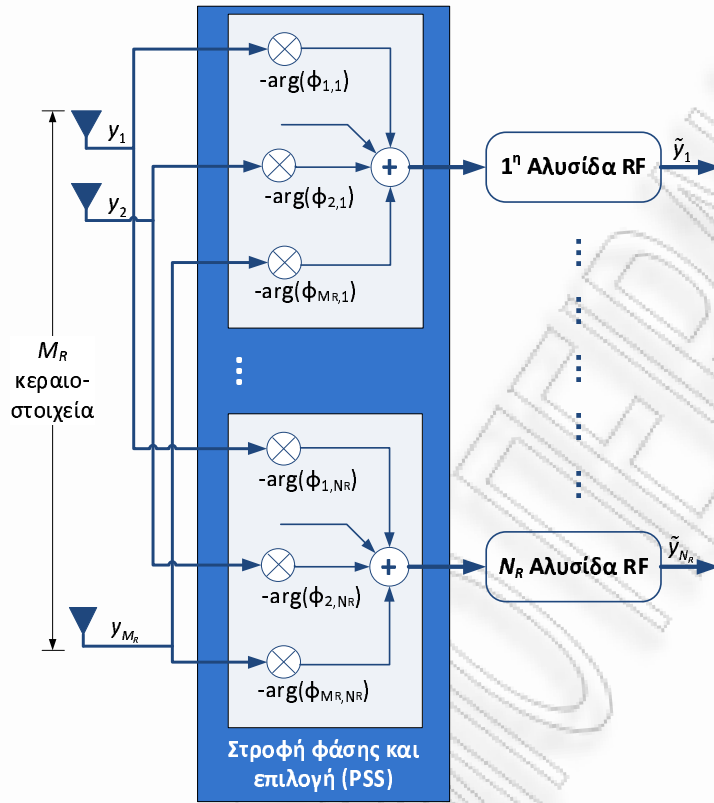 -arg(ϕ1,1)
y1
y2
-arg(ϕ2,1)
-arg(ϕMR,1)
1η Αλυσίδα RF
ỹ1
MR
κεραιο-
στοιχεία
-arg(ϕ1,NR)
-arg(ϕ2,NR)
-arg(ϕMR,NR)
NR Αλυσίδα RF
ỹNR
yMR
Στροφή φάσης και
επιλογή (PSS)